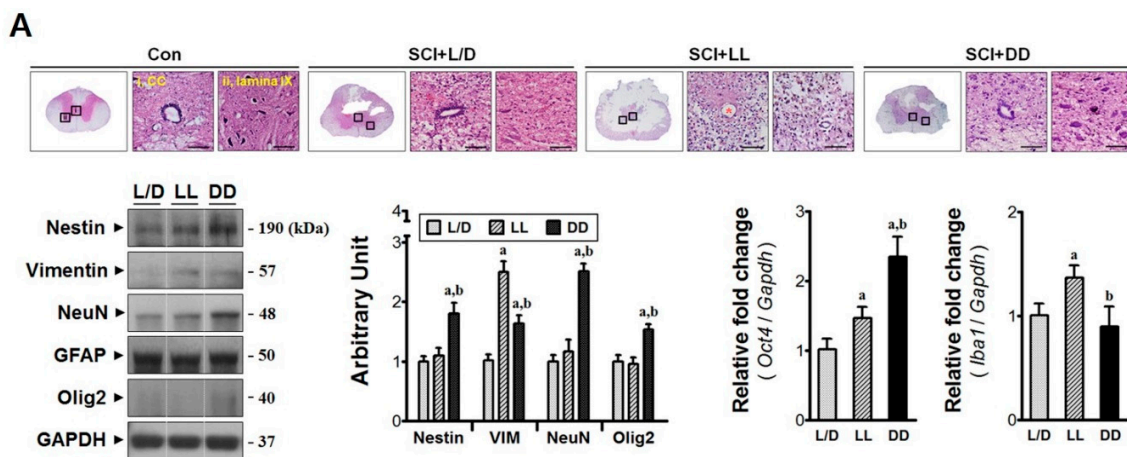 A
Con
SCI+L/D
SCI+LL
SCI+DD
i, CC
ii, lamina IX
L/D LL DD
Nestin
190 (kDa)
Vimentin
57
NeuN
48
GFAP
50
Olig2
40
GAPDH
37
Arbitrary Unit
4
3
2
1
0
L/D LL DD
a,b
a
a,b
a,b
a,b
Nestin VIM NeuN Olig2
Relative fold change
( Oct4 / Gapdh )
3
2
1
0
a
a,b
L/D LL DD
Relative fold change
( Iba1 / Gapdh )
2
1
0
a
b
L/D LL DD